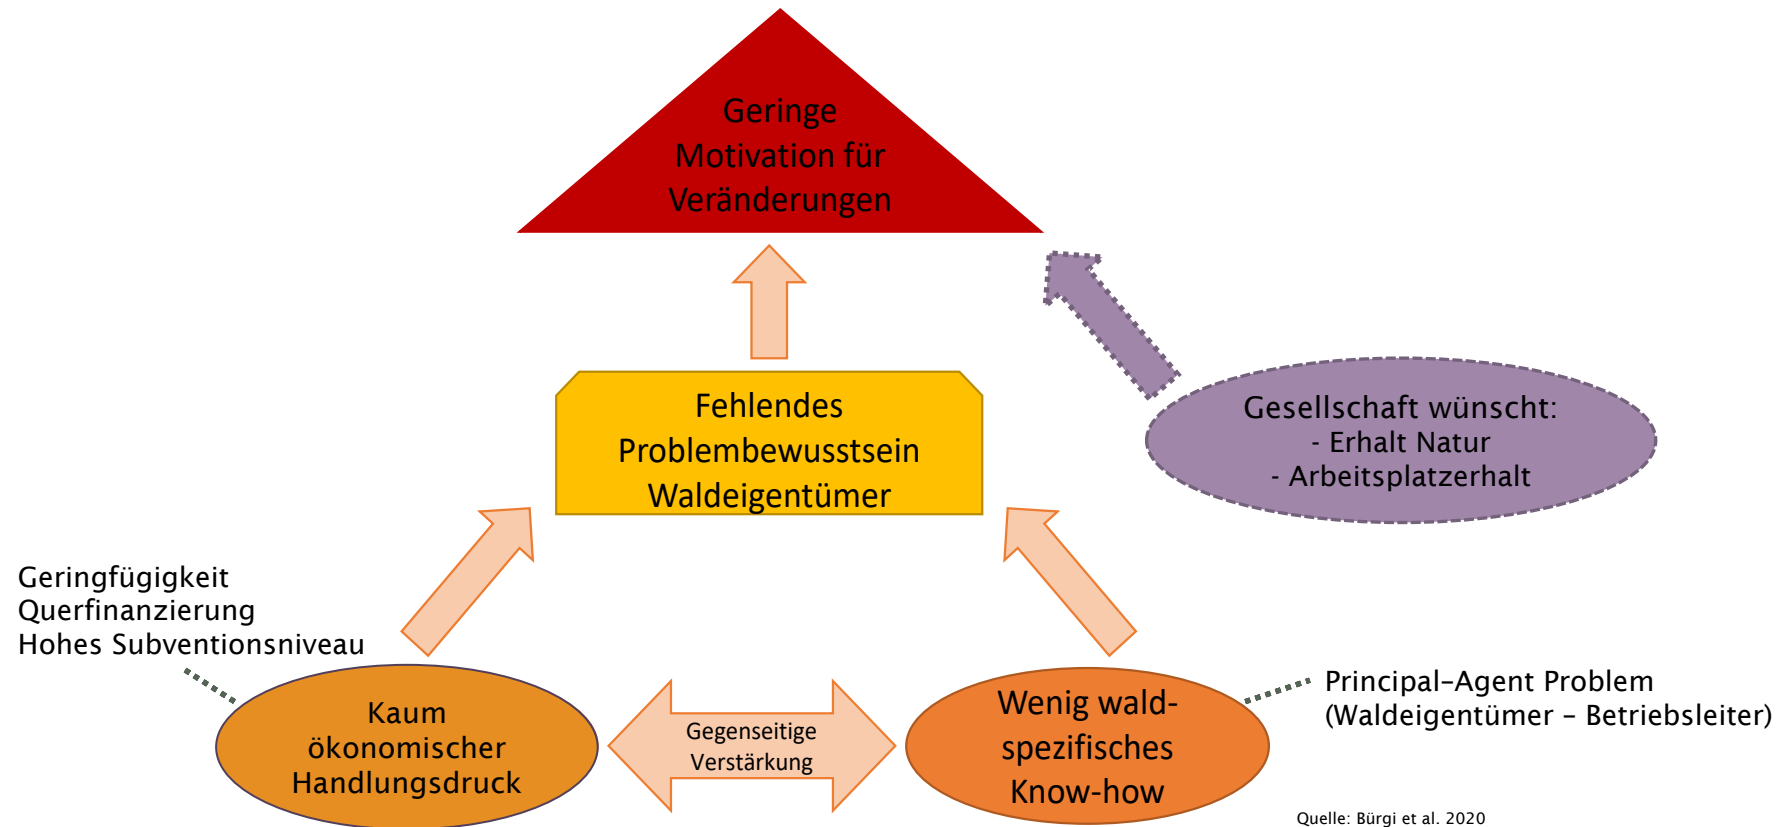 Geringe
Motivation für
Veränderungen
Fehlendes
Problembewusstsein
Waldeigentümer
Gesellschaft wünscht:
- Erhalt Natur
- Arbeitsplatzerhalt
Geringfügigkeit
Querfinanzierung
Hohes Subventionsniveau
Kaum
ökonomischer
Handlungsdruck
Gegenseitige
Verstärkung
Wenig wald-
spezifisches
Know-how
Principal–Agent Problem
(Waldeigentümer – Betriebsleiter)
Quelle: Bürgi et al. 2020